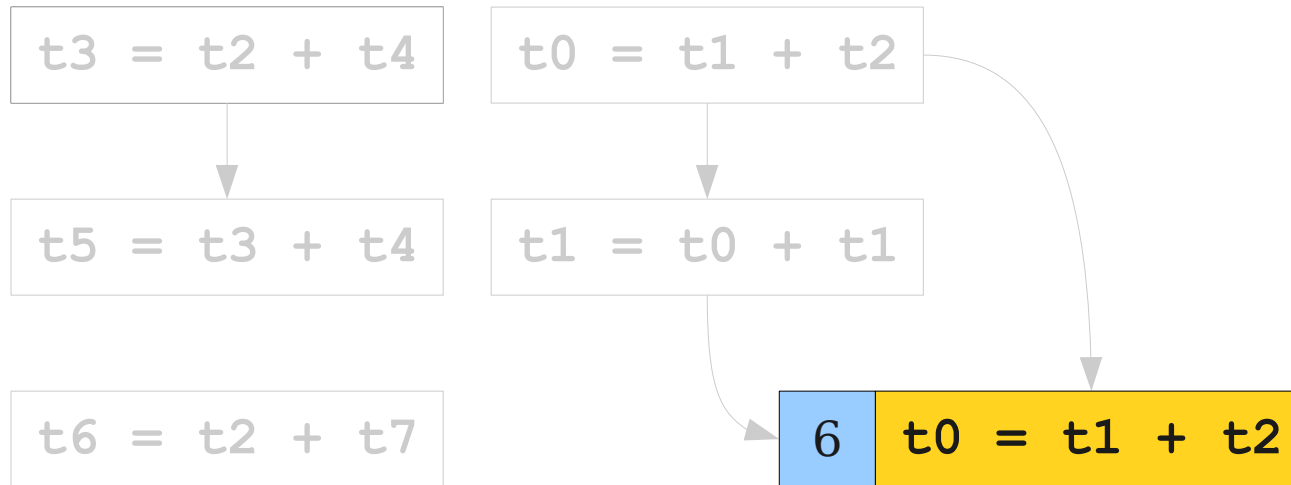 t3 = t2 + t4
t0 = t1 + t2
t5 = t3 + t4
t1 = t0 + t1
t6 = t2 + t7
6 t0 = t1 + t2